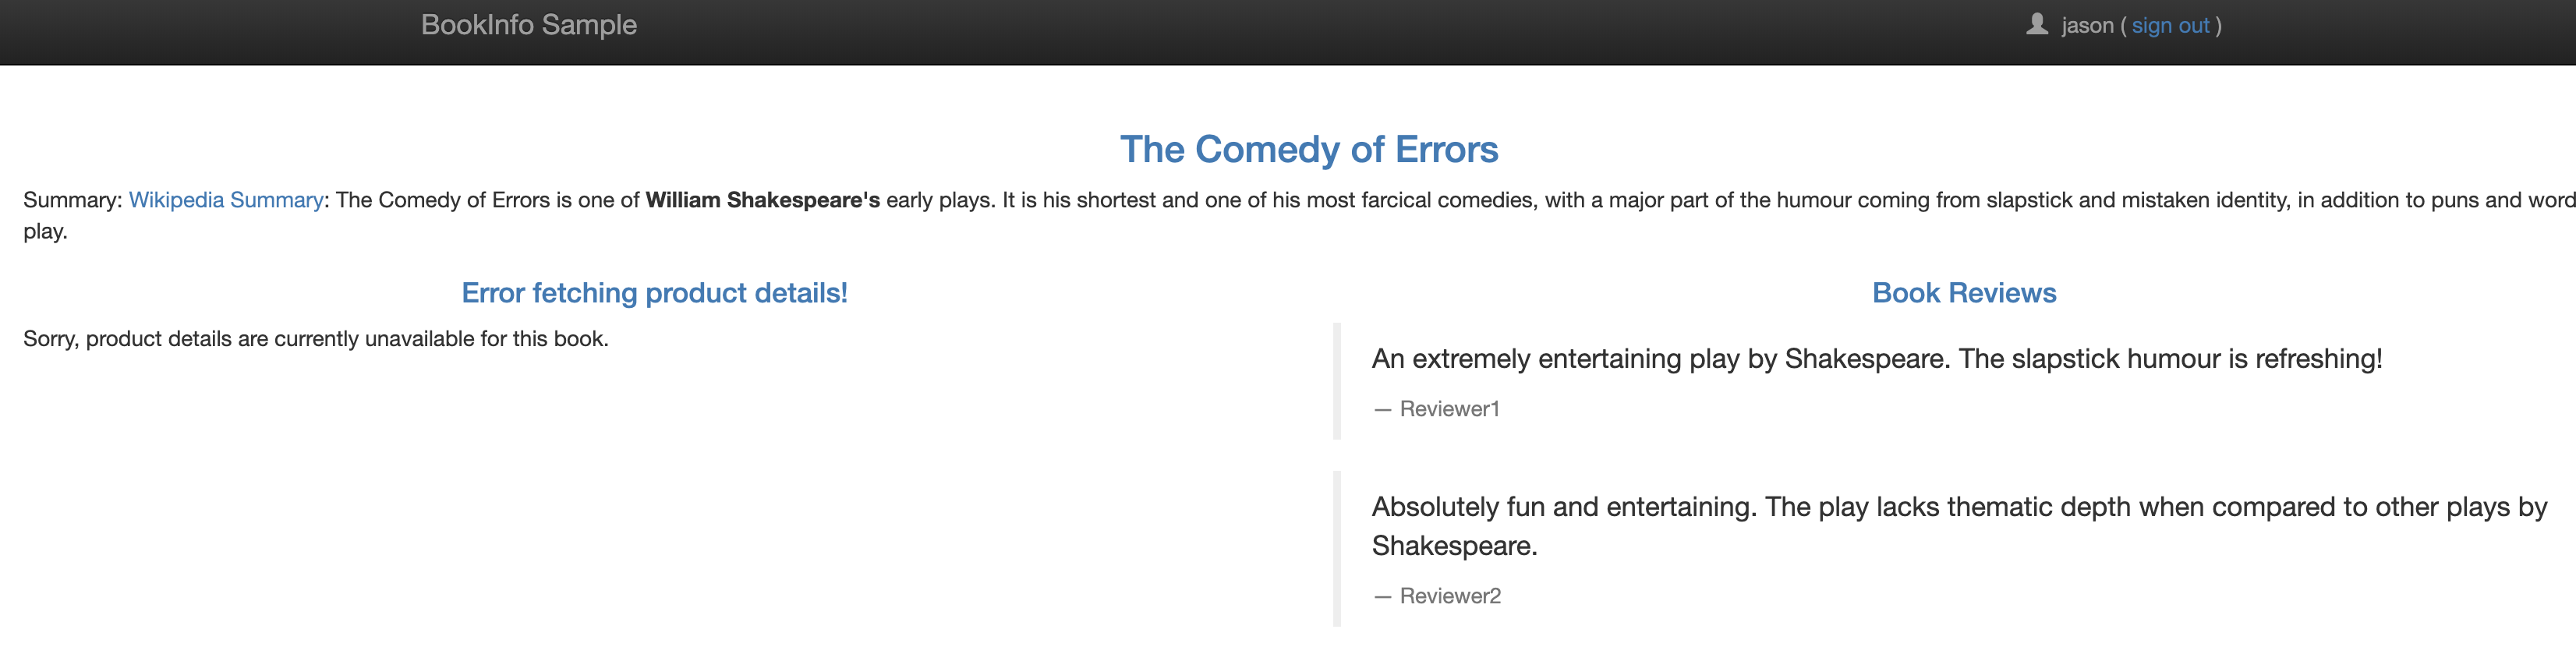 BookInfo Sample
jason ( sign out )
The Comedy of Errors
Summary: Wikipedia Summary: The Comedy of Errors is one of William Shakespeare's early plays. It is his shortest and one of his most farcical comedies, with a major part of the humour coming from slapstick and mistaken identity, in addition to puns and word
play.
Error fetching product details!
Sorry, product details are currently unavailable for this book.
Book Reviews
An extremely entertaining play by Shakespeare. The slapstick humour is refreshing!
— Reviewer1
Absolutely fun and entertaining. The play lacks thematic depth when compared to other plays by
Shakespeare.
— Reviewer2